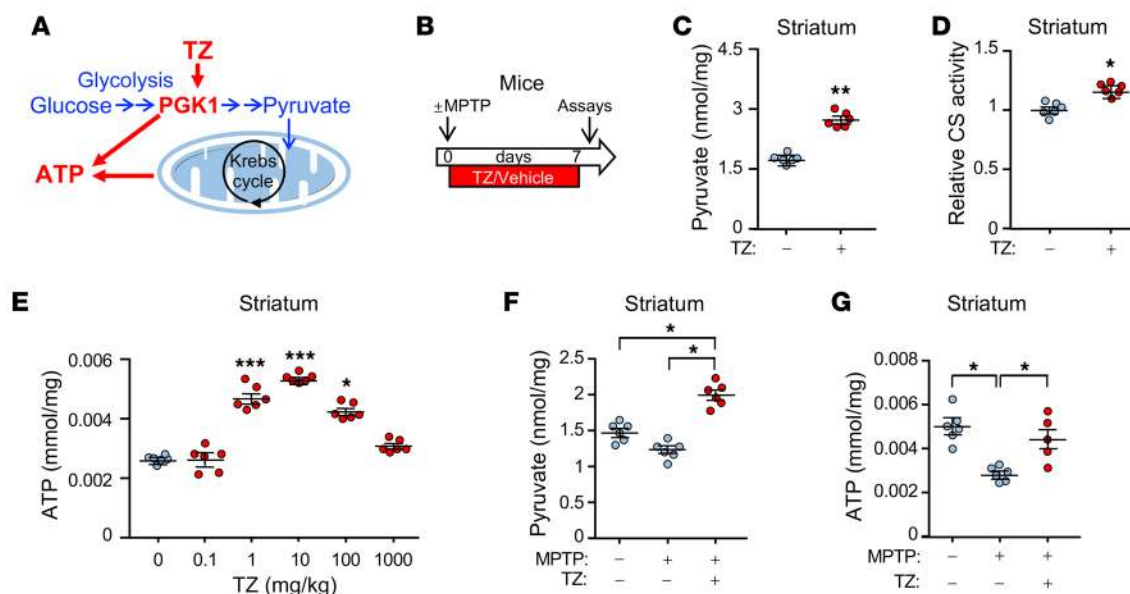 A
TZ
Glycolysis
Glucose PGK1 Pyruvate
Krebs
cycle
ATP
B
Mice
±MPTP Assays
0 days 7
TZ/Vehicle
C
Striatum
Pyruvate (nmol/mg)
4.5
3
1.5
0
**
TZ: – +
D
Striatum
Relative CS activity
1.5
1
0.5
0
*
TZ: – +
E
Striatum
ATP (mmol/mg)
0.006
0.004
0.002
0
*** *** *
0 0.1 1 10 100 1000
TZ (mg/kg)
F
Striatum
Pyruvate (nmol/mg)
2.5
2
1.5
1
0.5
0
*
*
MPTP: – + +
TZ: – – +
G
Striatum
ATP (mmol/mg)
0.006
0.004
0.002
0
0.008
* *
MPTP: – + +
TZ: – – +